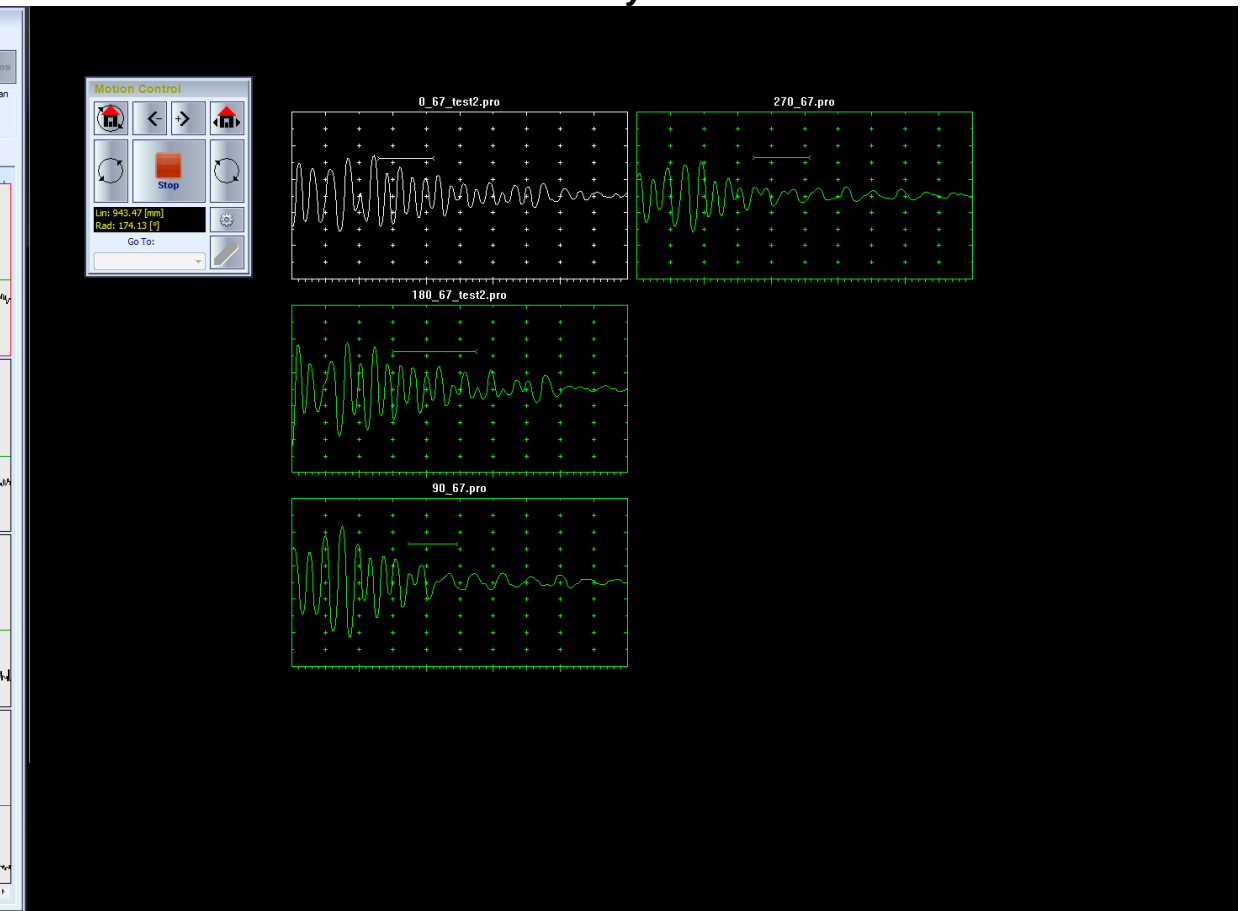 an
Motion Control
Stop
Lin: 943.47 [mm]
Rad: 174.13 [°]
Go To:
0_67_test2.pro
270_67.pro
180_67_test2.pro
90_67.pro